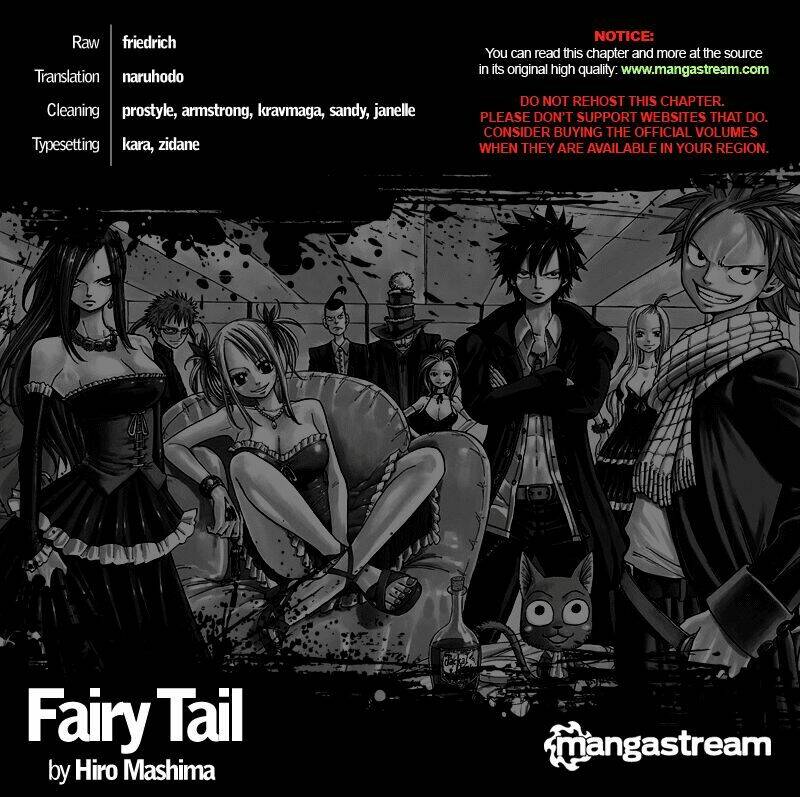 Raw friedrich
Translation naruhodo
Cleaning prostyle, armstrong, kravmaga, sandy, janelle
Typesetting kara, zidane
NOTICE:
You can read this chapter and more at the source
in its original high quality: www.mangastream.com
DO NOT REHOST THIS CHAPTER.
PLEASE DON'T SUPPORT WEBSITES THAT DO.
CONSIDER BUYING THE OFFICIAL VOLUMES
WHEN THEY ARE AVAILABLE IN YOUR REGION.
Fairy Tail
by Hiro Mashima
mangastream